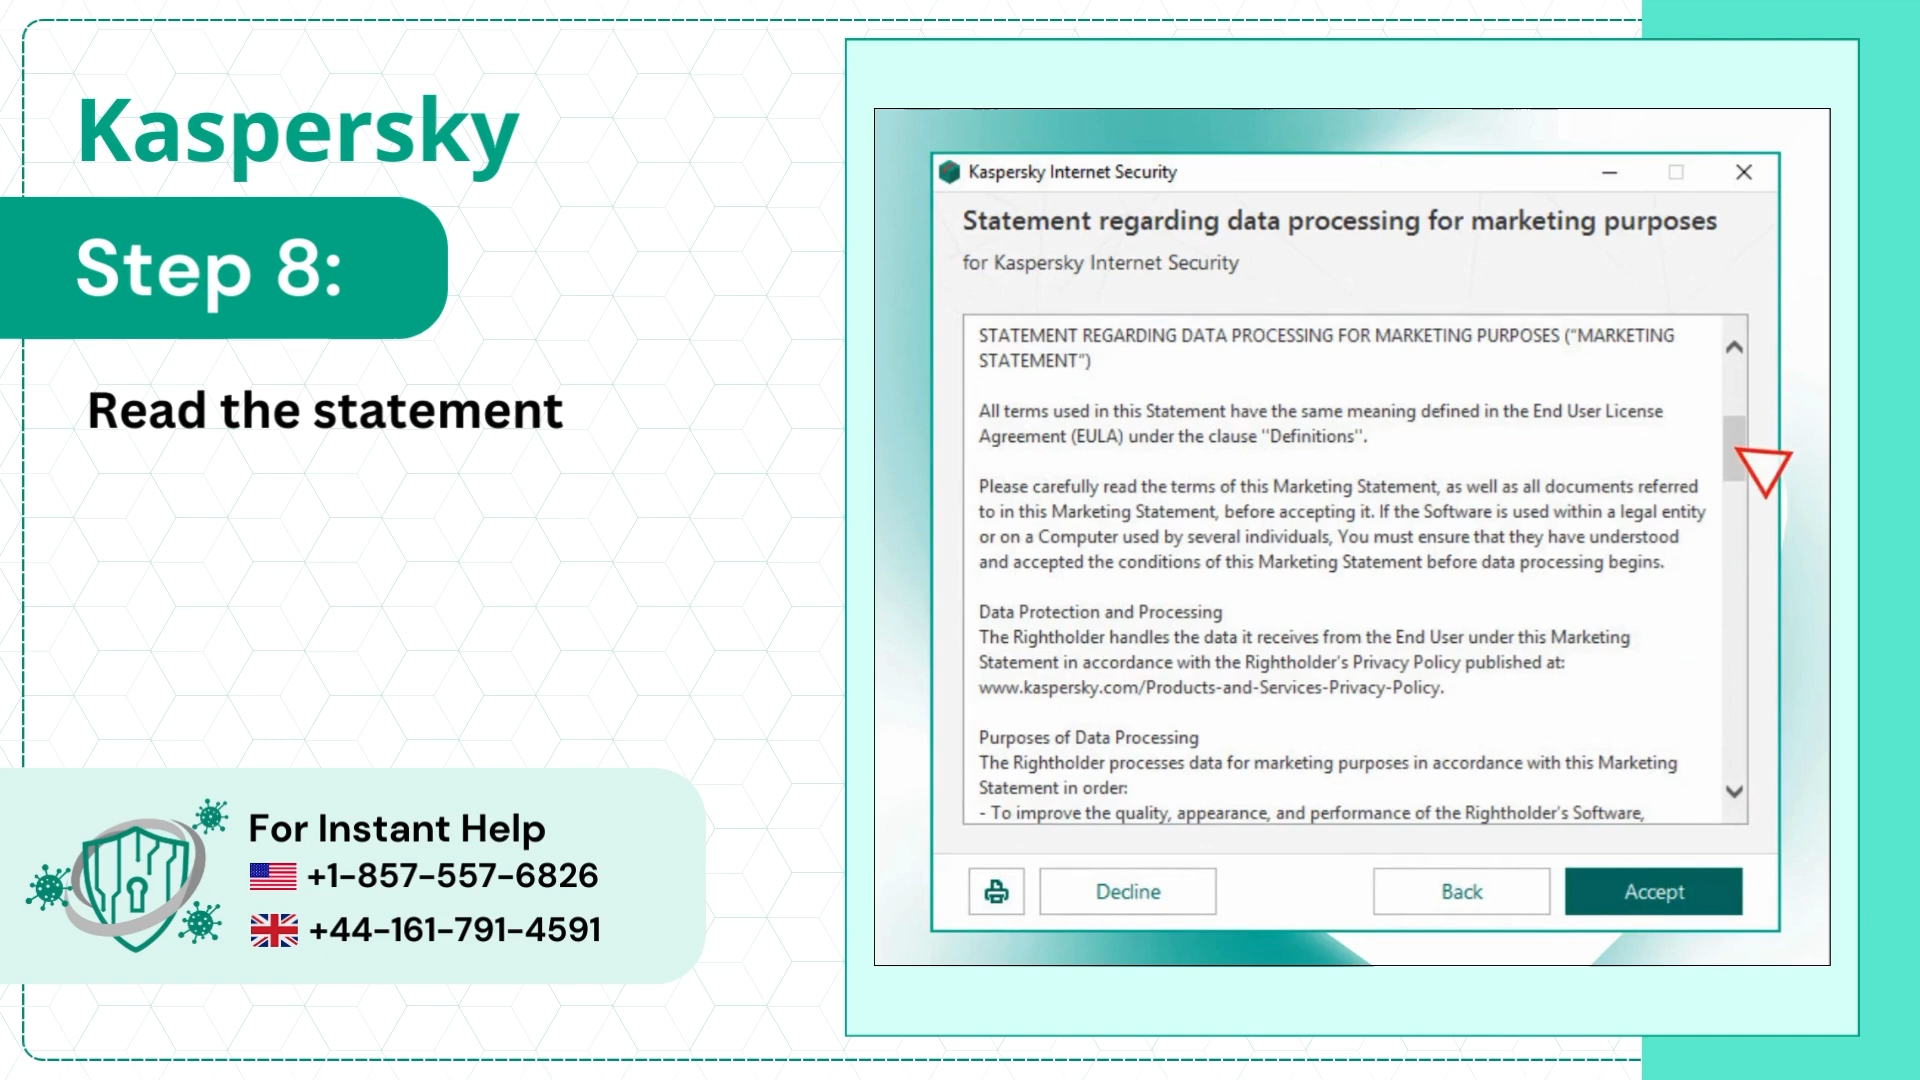 Kaspersky
Step 8:
Read the statement
For Instant Help
+1-857-557-6826
+44-161-791-4591
Kaspersky Internet Security
Statement regarding data processing for marketing purposes
for Kaspersky Internet Security
STATEMENT REGARDING DATA PROCESSING FOR MARKETING PURPOSES ("MARKETING
STATEMENT")
All terms used in this Statement have the same meaning defined in the End User License
Agreement (EULA) under the clause "Definitions".
Please carefully read the terms of this Marketing Statement, as well as all documents referred
to in this Marketing Statement, before accepting it. If the Software is used within a legal entity
or on a Computer used by several individuals, You must ensure that they have understood
and accepted the conditions of this Marketing Statement before data processing begins.
Data Protection and Processing
The Rightholder handles the data it receives from the End User under this Marketing
Statement in accordance with the Rightholder's Privacy Policy published at:
www.kaspersky.com/Products-and-Services-Privacy-Policy.
Purposes of Data Processing
The Rightholder processes data for marketing purposes in accordance with this Marketing
Statement in order:
- To improve the quality, appearance, and performance of the Rightholder's Software,
Decline
Back
Accept